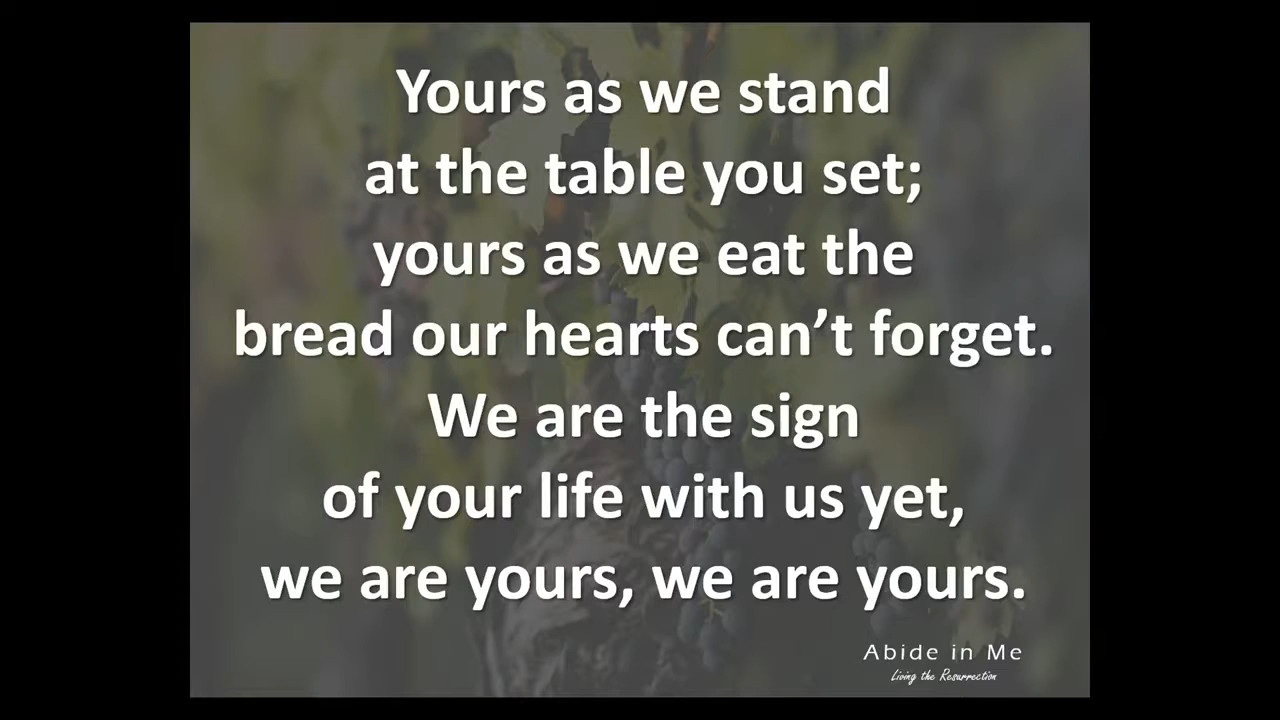 Yours as we stand
at the table you set;
yours as we eat the
bread our hearts can’t forget.
We are the sign
of your life with us yet,
we are yours, we are yours.
Abide in Me
Living the Resurrection